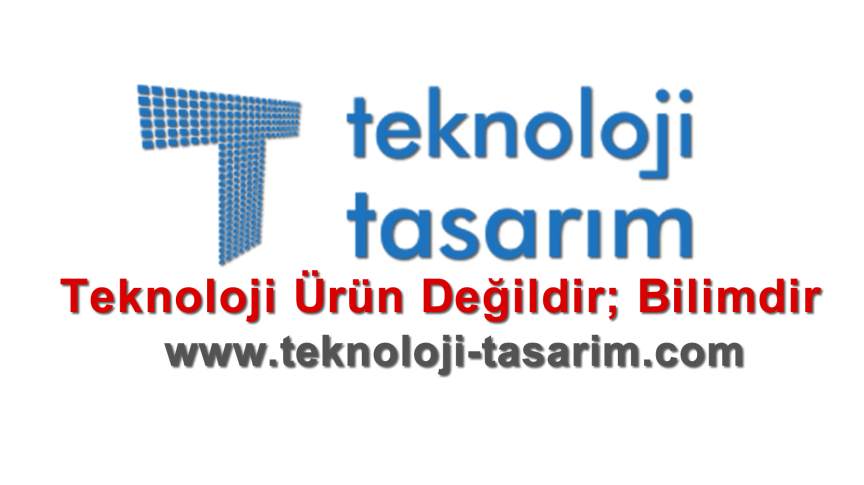 teknoloji
tasarım
Teknoloji Ürün Değildir; Bilimdir
www.teknoloji-tasarim.com